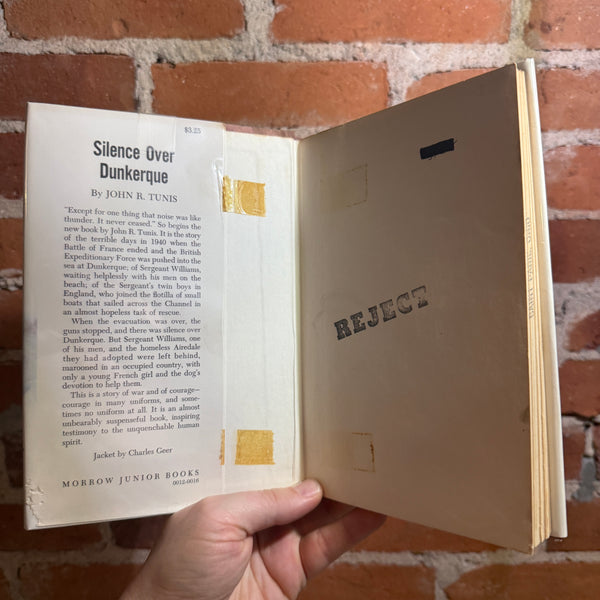 $3.25
Silence Over
Dunkerque
By JOHN R. TUNIS
"Except for one thing that noise was like
thunder. It never ceased." So begins the
new book by John R. Tunis. It is the story
of the terrible days in 1940 when the
Battle of France ended and the British
Expeditionary Force was pushed into the
sea at Dunkerque; of Sergeant Williams,
waiting helplessly with his men on the
beach; of the Sergeant's twin boys in
England, who joined the flotilla of small
boats that sailed across the Channel in
an almost hopeless task of rescue.
When the evacuation was over, the
guns stopped, and there was silence over
Dunkerque. But Sergeant Williams, one
of his men, and the homeless Airedale
they had adopted were left behind,
marooned in an occupied country, with
only a young French girl and the dog's
devotion to help them.
This is a story of war and of courage—
courage in many uniforms, and some-
times no uniform at all. It is an almost
unbearably suspenseful book, inspiring
testimony to the unquenchable human
spirit.
Jacket by Charles Geer
MORROW JUNIOR BOOKS
0012-0016
REJECT